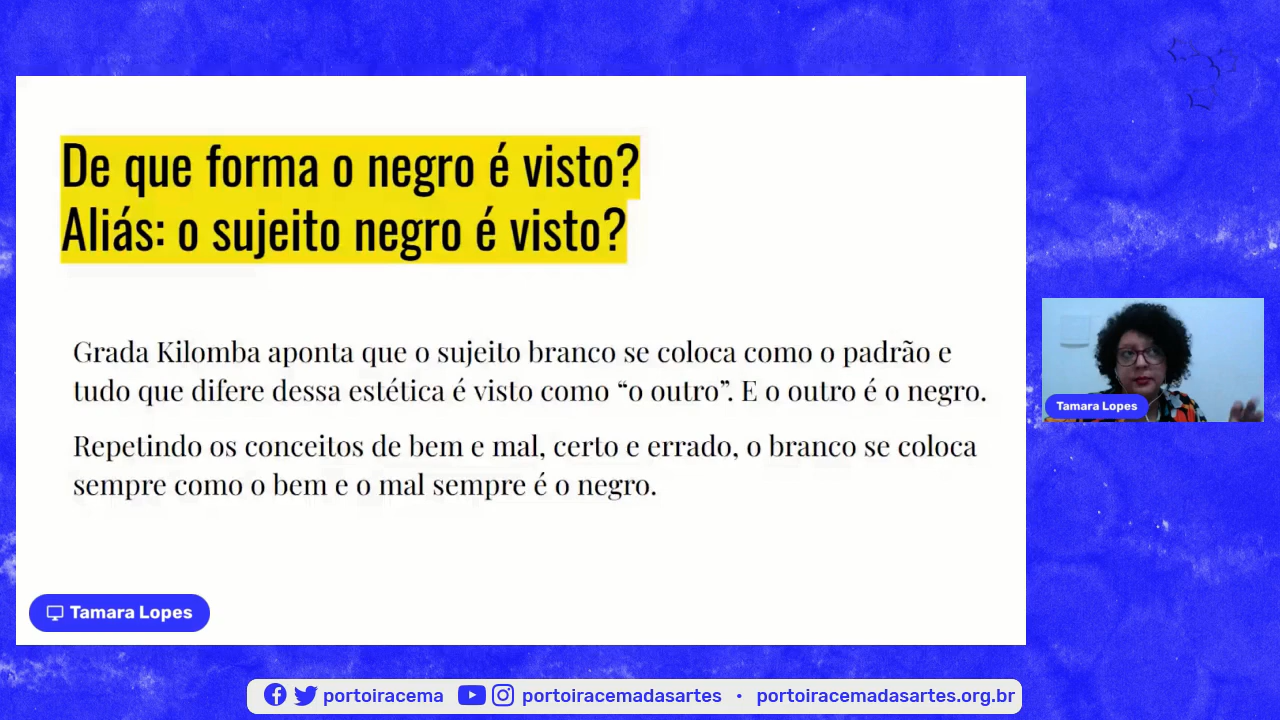 De que forma o negro é visto?
Aliás: o sujeito negro é visto?
Grada Kilomba aponta que o sujeito branco se coloca como o padrão e
tudo que difere dessa estética é visto como “o outro”. E o outro é o negro.
Repetindo os conceitos de bem e mal, certo e errado, o branco se coloca
sempre como o bem e o mal sempre é o negro.
Tamara Lopes
Tamara Lopes
portoiracema portoiracemadasartes • portoiracemadasartes.org.br